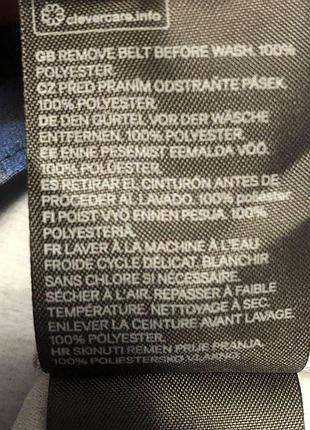 clevercare.info
GB REMOVE BELT BEFORE WASH. 100%
POLYESTER.
CZ PŘED PRANÍM ODSTRANTE PÁSEK.
100% POLYESTER.
DE DEN GÜRTEL VOR DER WÄSCHE
ENTFERNEN. 100% POLYESTER.
EE ENNE PESEMIST EEMALDA VÖÖ.
100% POLÜESTER.
ES RETIRAR EL CINTURÓN ANTES DE
PROCEDER AL LAVADO. 100% poliéster
FI POIST VYÖ ENNEN PESUA. 100%
POLYESTERIA.
FR LAVER À LA MACHINE À L'EAU
FROIDE CYCLE DÉLICAT. BLANCHIR
SANS CHLORE SI NÉCESSAIRE.
SÉCHER À L'AIR. REPASSER À FAIBLE
TEMPÉRATURE. NETTOYAGE À SEC.
ENLEVER LA CEINTURE AVANT LAVAGE.
100% POLYESTER.
HR SKINUTI REMEN PRIJE PRANJA.
100% POLIESTERSKO VLAKNO.